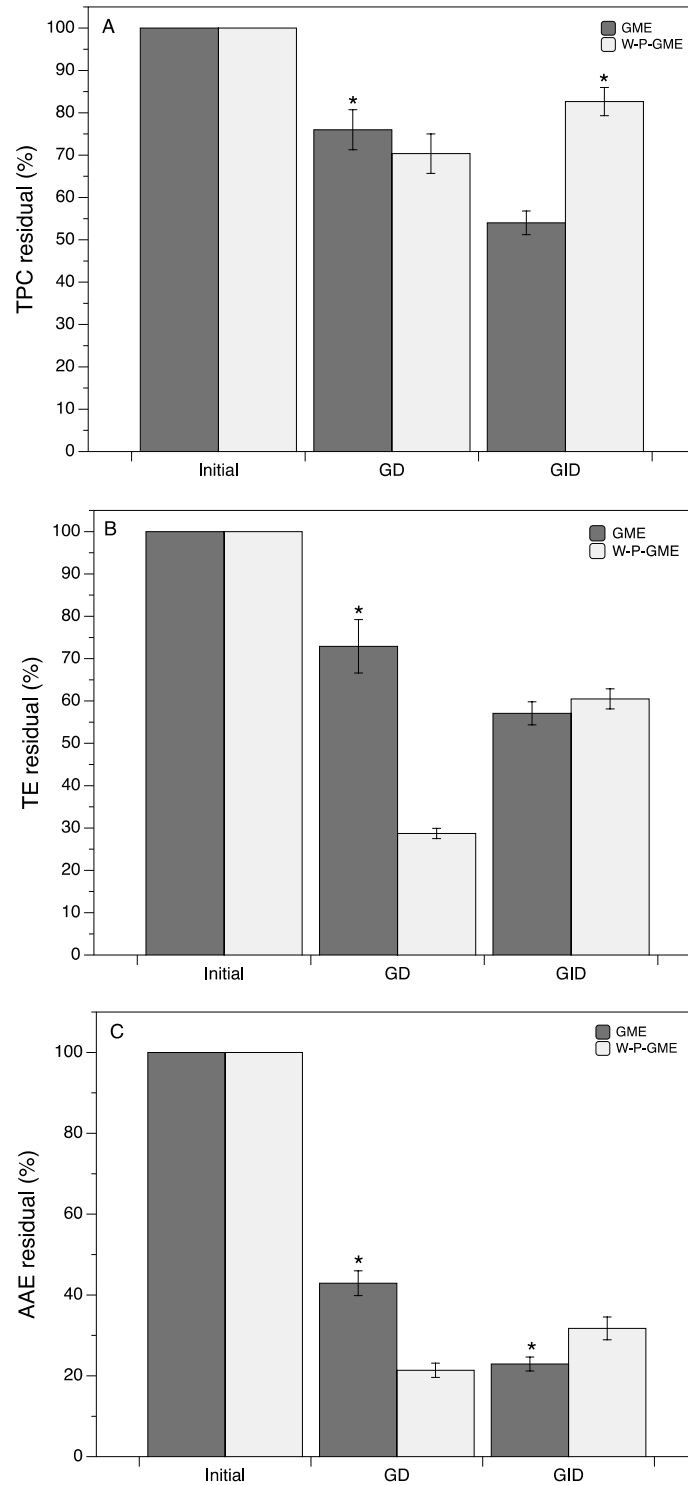 A
GME
W-P-GME
100
90
80
70
60
50
40
30
20
10
0
TPC residual (%)
*
*
Initial GD GID
B
GME
W-P-GME
100
90
80
70
60
50
40
30
20
10
0
TE residual (%)
*
Initial GD GID
C
GME
W-P-GME
100
80
60
40
20
0
AAE residual (%)
*
*
Initial GD GID